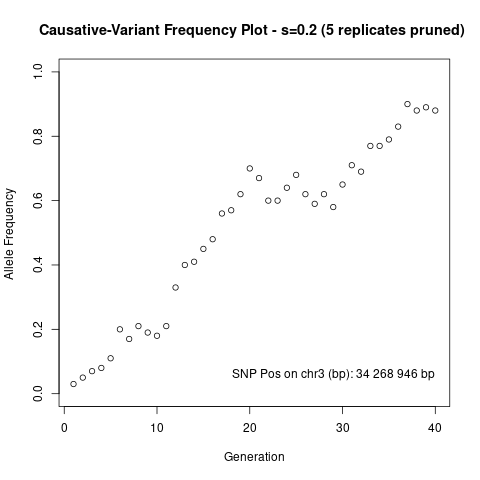 Causative-Variant Frequency Plot - s=0.2 (5 replicates pruned)
1.0
0.8
0.6
0.4
0.2
0.0
Allele Frequency
SNP Pos on chr3 (bp): 34 268 946 bp
0 10 20 30 40
Generation